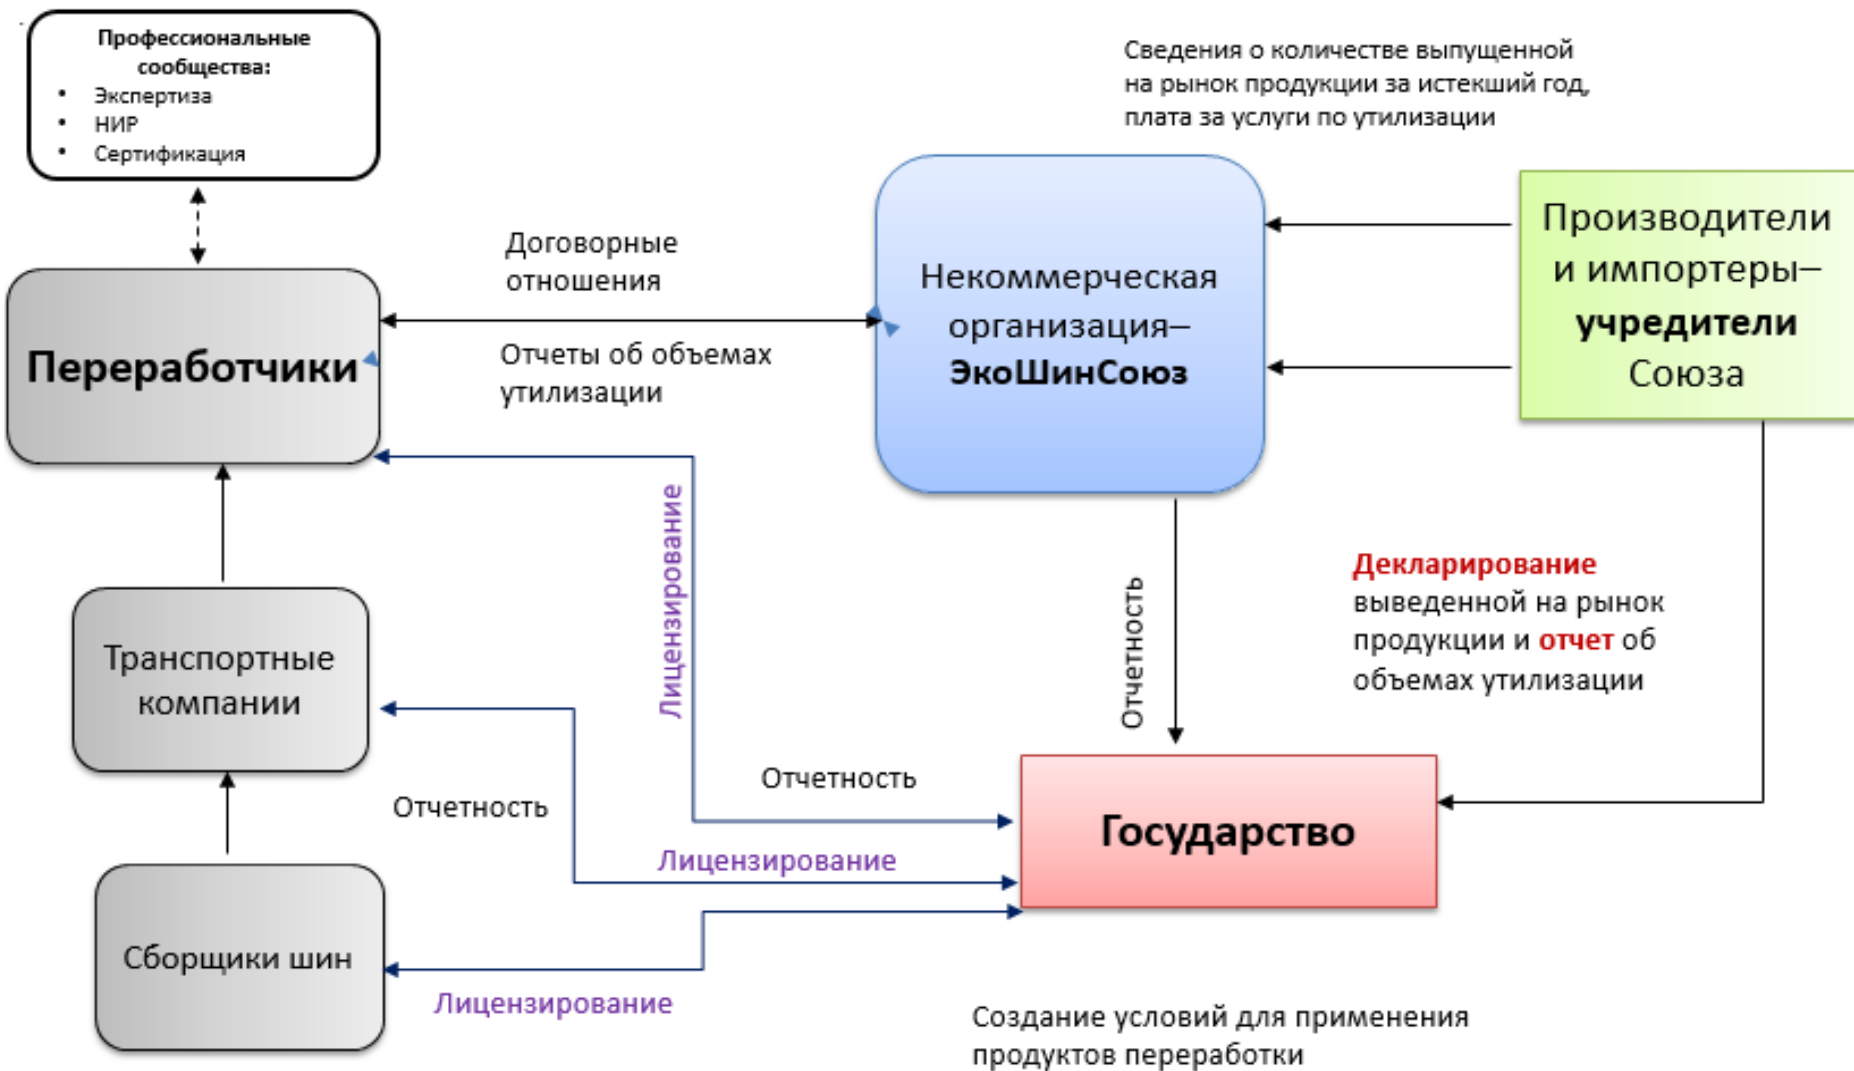 Профессиональные
сообщества:
• Экспертиза
• НИР
• Сертификация
Сведения о количестве выпущенной
на рынок продукции за истекший год,
плата за услуги по утилизации
Договорные
отношения
Отчеты об объемах
утилизации
Переработчики
Некоммерческая
организация–
ЭкоШинСоюз
Производители
и импортеры–
учредители
Союза
Лицензирование
Отчетность
Декларирование
выведенной на рынок
продукции и отчет об
объемах утилизации
Транспортные
компании
Отчетность
Отчетность
Лицензирование
Государство
Сборщики шин
Лицензирование
Создание условий для применения
продуктов переработки